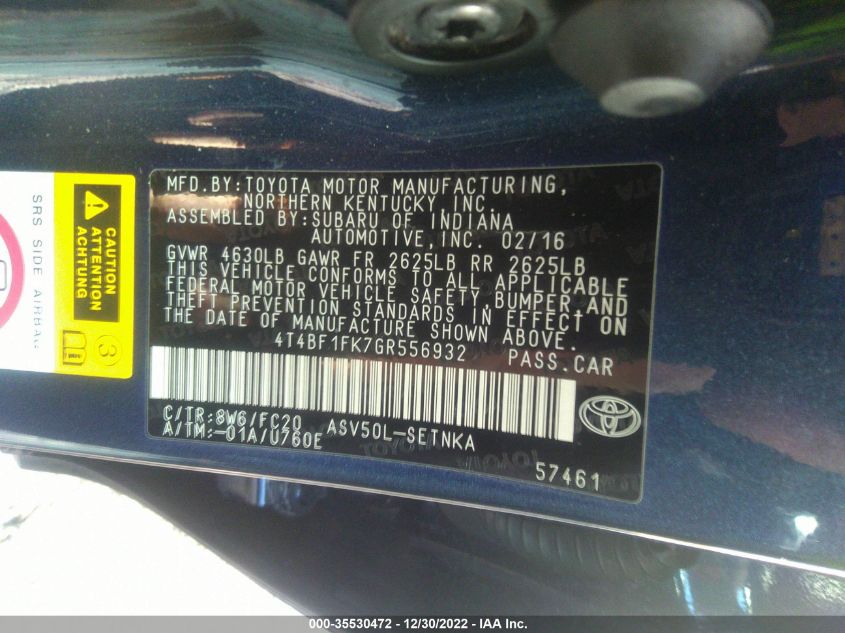 SRS SIDE AIRBAG
CAUTION
ATTENTION
ACHTUNG
3
MFD.BY:TOYOTA MOTOR MANUFACTURING,
NORTHERN KENTUCKY,INC.
ASSEMBLED BY:SUBARU OF INDIANA
AUTOMOTIVE,INC. 02/16
GVWR 4630LB GAWR FR 2625LB RR 2625LB
THIS VEHICLE CONFORMS TO ALL APPLICABLE
FEDERAL MOTOR VEHICLE SAFETY,BUMPER,AND
THEFT PREVENTION STANDARDS IN EFFECT ON
THE DATE OF MANUFACTURE SHOWN ABOVE.
4T4BF1FK7GR556932 PASS.CAR
C/TR:8W6/FC20 ASV50L-SETNKA
A/TM:-01A/U760E
57461
000-35530472 - 12/30/2022 - IAA Inc.